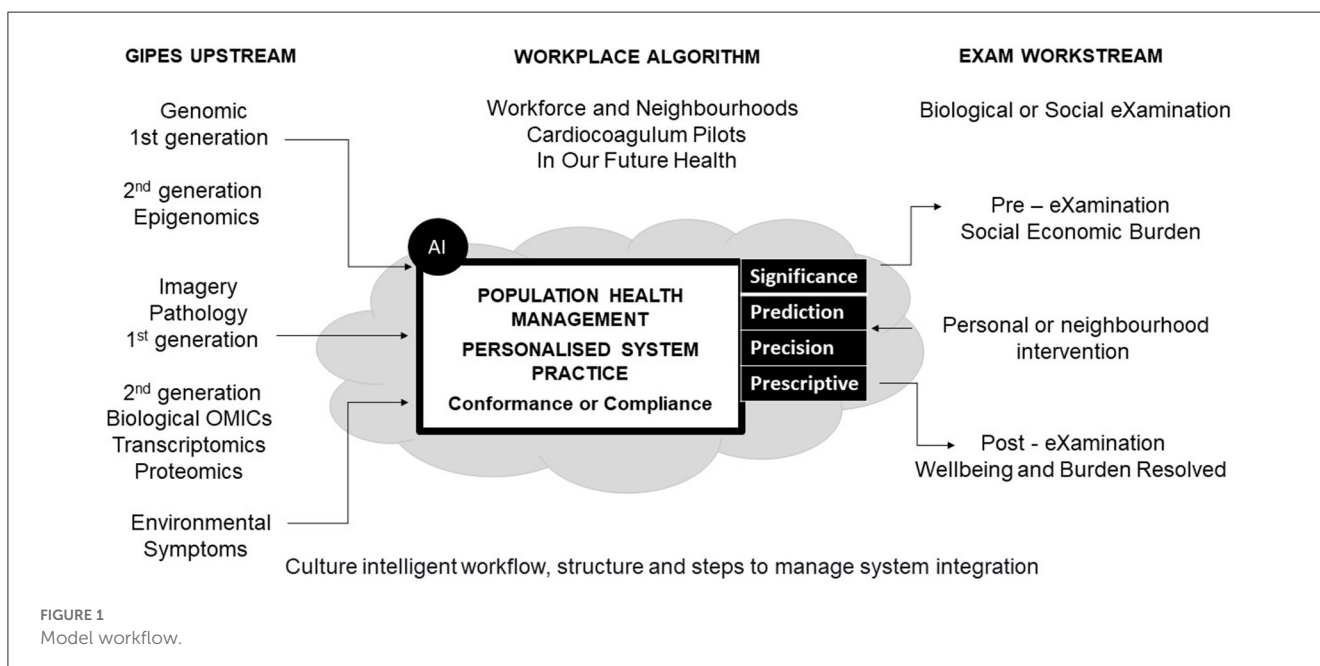 GIPES UPSTREAM
Genomic
1st generation
2nd generation
Epigenomics
Imagery
Pathology
1st generation
2nd generation
Biological OMICs
Transcriptomics
Proteomics
Environmental
Symptoms
WORKPLACE ALGORITHM
Workforce and Neighbourhoods
Cardiocoagulum Pilots
In Our Future Health
AI
POPULATION HEALTH
MANAGEMENT
PERSONALISED SYSTEM
PRACTICE
Conformance or Compliance
Significance
Prediction
Precision
Prescriptive
EXAM WORKSTREAM
Biological or Social eXamination
Pre – eXamination
Social Economic Burden
Personal or neighbourhood
intervention
Post - eXamination
Wellbeing and Burden Resolved
Culture intelligent workflow, structure and steps to manage system integration
FIGURE 1
Model workflow.